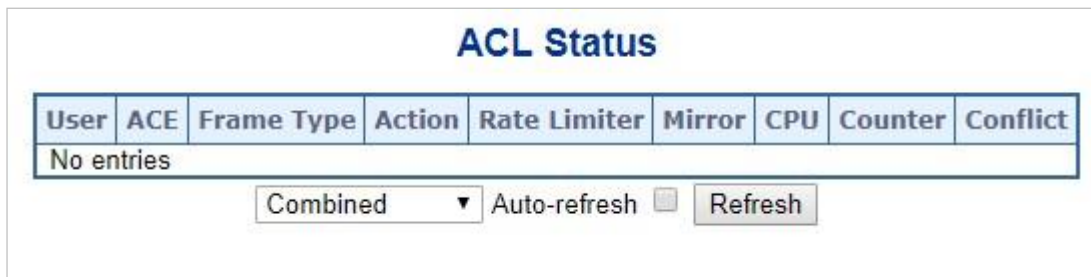 ACL Status
User ACE Frame Type Action Rate Limiter Mirror CPU Counter Conflict
No entries
Combined Auto-refresh Refresh